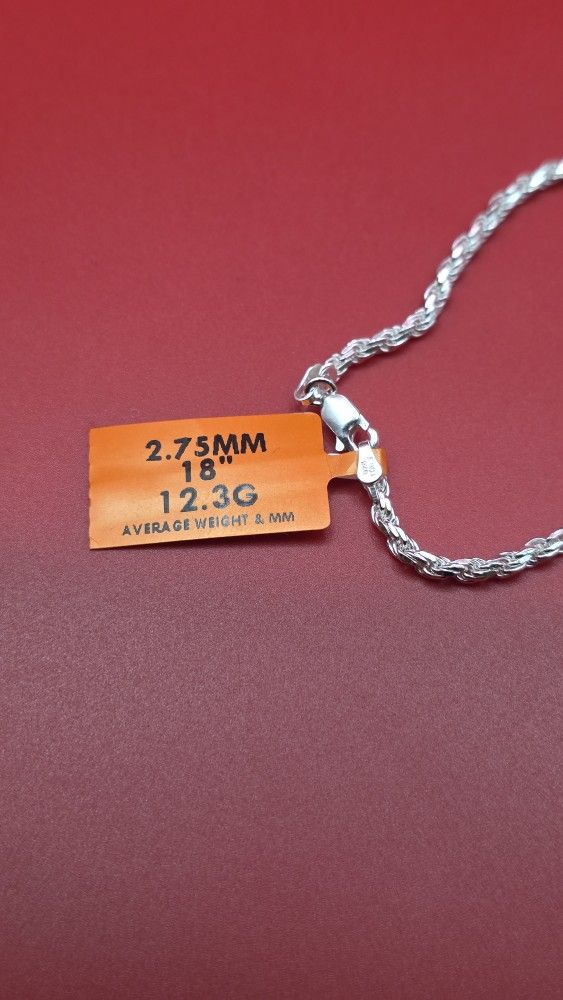 2.75MM
18"
12.3G
AVERAGE WEIGHT & MM